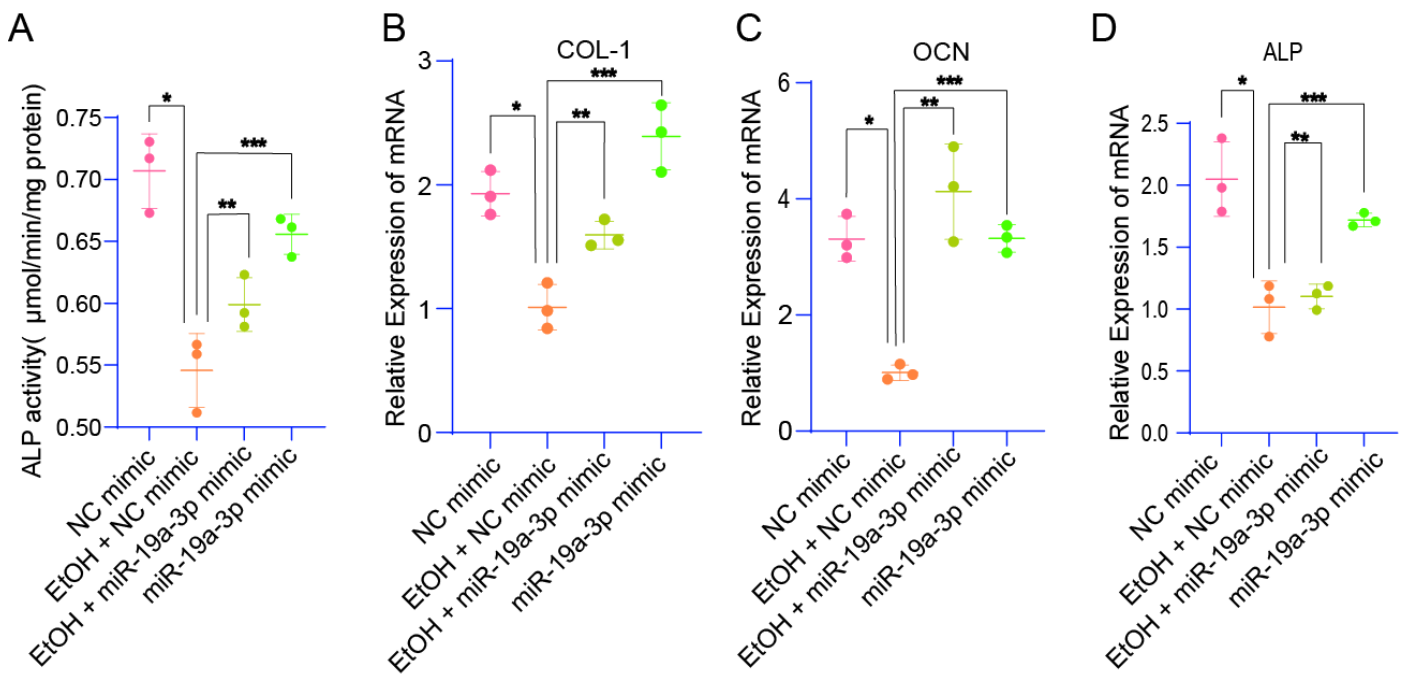 A
ALP activity( μmol/min/mg protein)
0.75
0.70
0.65
0.60
0.55
0.50
*
**
***
NC mimic
EtOH + NC mimic
EtOH + miR-19a-3p mimic
miR-19a-3p mimic
B
COL-1
Relative Expression of mRNA
3
2
1
0
*
**
***
NC mimic
EtOH + NC mimic
EtOH + miR-19a-3p mimic
miR-19a-3p mimic
C
OCN
Relative Expression of mRNA
6
4
2
0
*
**
***
NC mimic
EtOH + NC mimic
EtOH + miR-19a-3p mimic
miR-19a-3p mimic
D
ALP
Relative Expression of mRNA
2.5
2.0
1.5
1.0
0.5
0.0
*
**
***
NC mimic
EtOH + NC mimic
EtOH + miR-19a-3p mimic
miR-19a-3p mimic